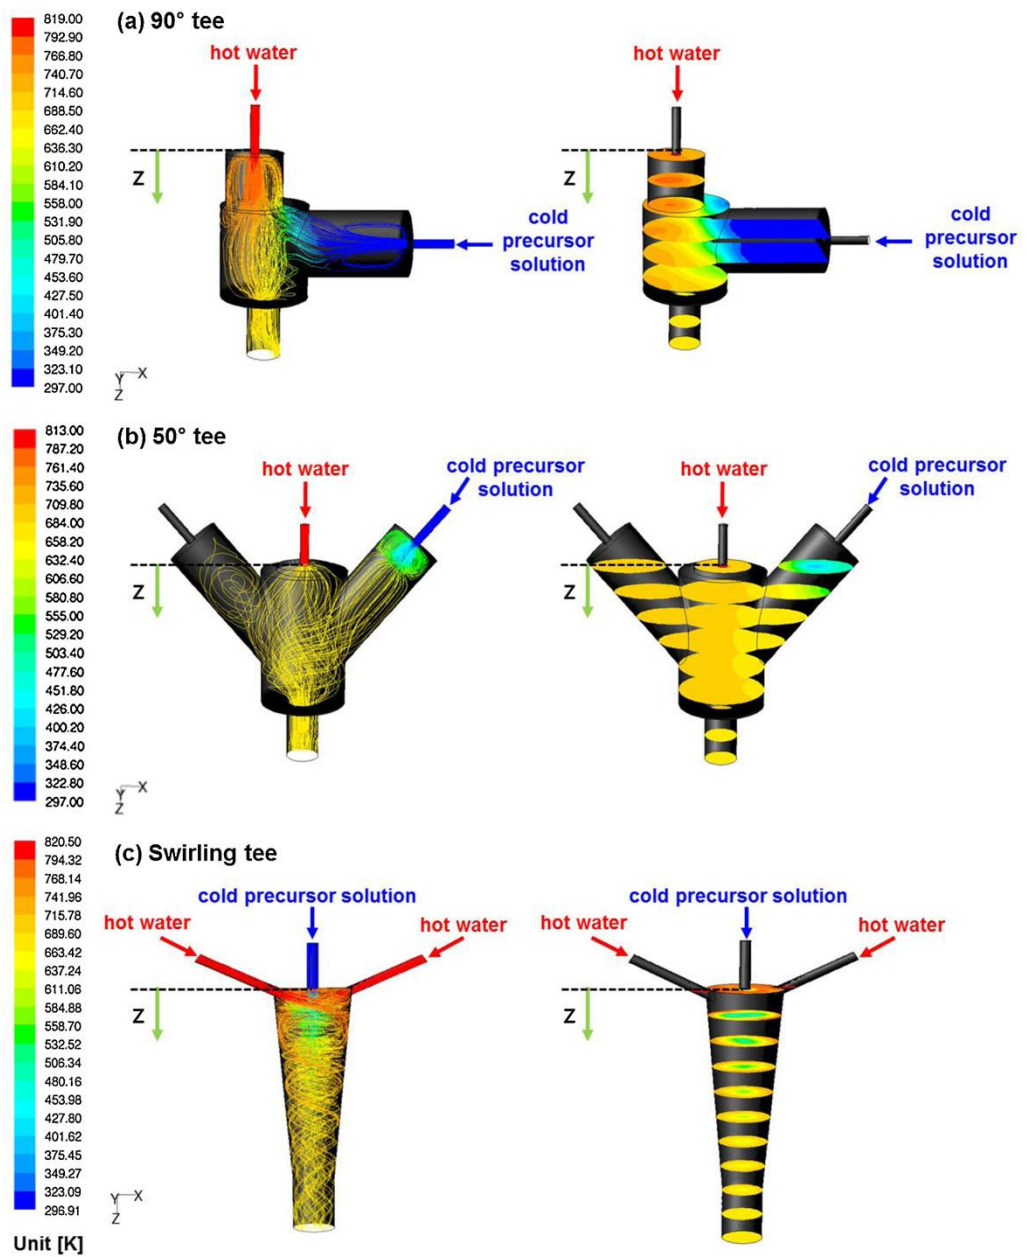 (a) 90° tee
819.00
792.90
766.80
740.70
714.60
688.50
662.40
636.30
610.20
584.10
558.00
531.90
505.80
479.70
453.60
427.50
401.40
375.30
349.20
323.10
297.00
hot water
Z
cold
precursor
solution
hot water
Z
cold
precursor
solution
Y X
Z
(b) 50° tee
813.00
787.20
761.40
735.60
709.80
684.00
658.20
632.40
606.60
580.80
555.00
529.20
503.40
477.60
451.80
426.00
400.20
374.40
348.60
322.80
297.00
hot water
cold precursor
solution
Z
hot water
cold precursor
solution
Z
Y X
Z
(c) Swirling tee
820.50
794.32
768.14
741.96
715.78
689.60
663.42
637.24
611.06
584.88
558.70
532.52
506.34
480.16
453.98
427.80
401.62
375.45
349.27
323.09
296.91
cold precursor solution
hot water
hot water
Z
cold precursor solution
hot water
hot water
Z
Y X
Z
Unit [K]